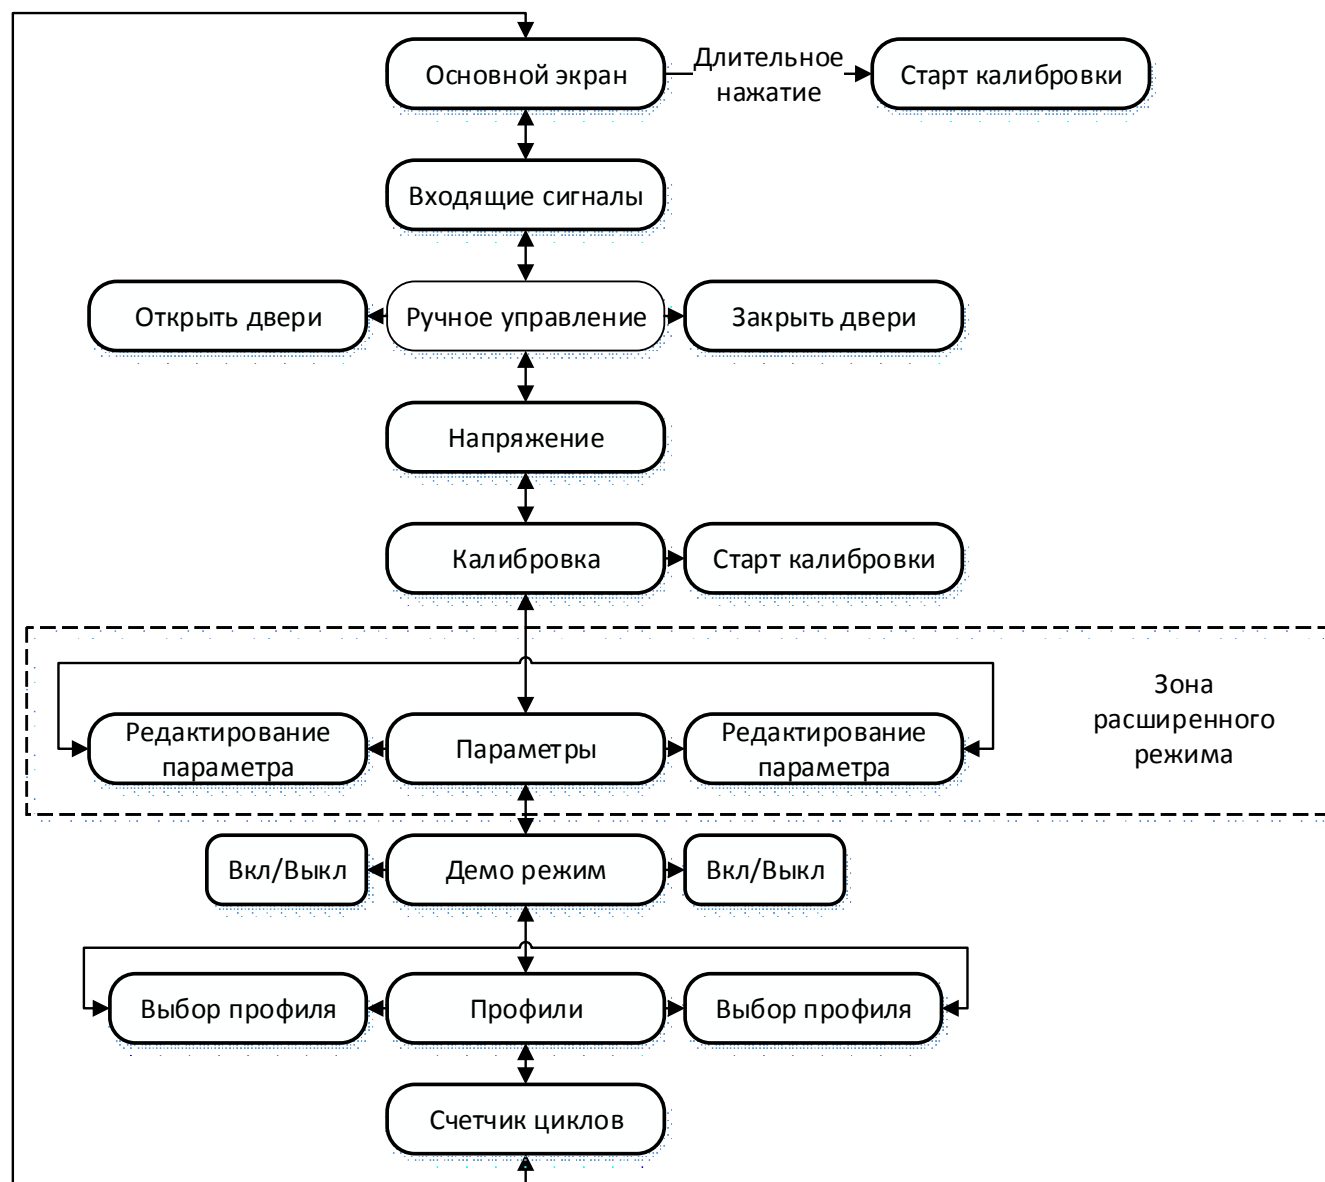 Основной экран
Длительное
нажатие
Старт калибровки
Входящие сигналы
Открыть двери
Ручное управление
Закрыть двери
Напряжение
Калибровка
Старт калибровки
Зона
расширенного
режима
Редактирование
параметра
Параметры
Редактирование
параметра
Вкл/Выкл
Демо режим
Вкл/Выкл
Выбор профиля
Профили
Выбор профиля
Счетчик циклов